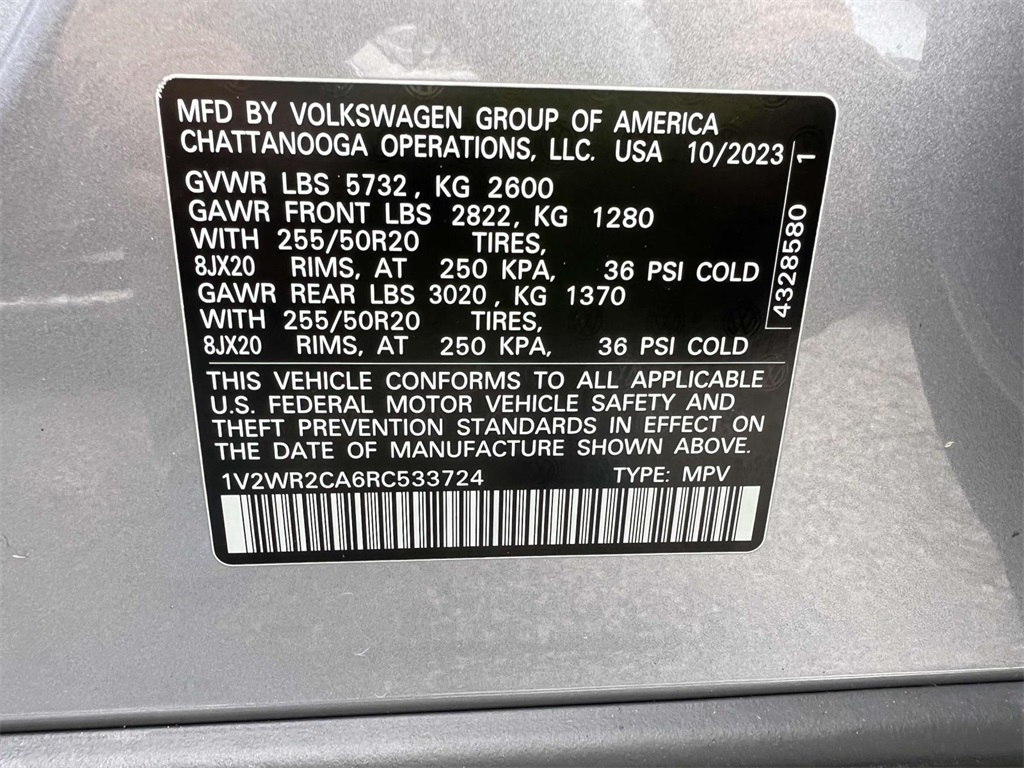 MFD BY VOLKSWAGEN GROUP OF AMERICA
CHATTANOOGA OPERATIONS, LLC. USA 10/2023
GVWR LBS 5732, KG 2600
GAWR FRONT LBS 2822, KG 1280
WITH 255/50R20 TIRES,
8JX20 RIMS, AT 250 KPA, 36 PSI COLD
GAWR REAR LBS 3020, KG 1370
WITH 255/50R20 TIRES,
8JX20 RIMS, AT 250 KPA, 36 PSI COLD
4328580 1
THIS VEHICLE CONFORMS TO ALL APPLICABLE
U.S. FEDERAL MOTOR VEHICLE SAFETY AND
THEFT PREVENTION STANDARDS IN EFFECT ON
THE DATE OF MANUFACTURE SHOWN ABOVE.
1V2WR2CA6RC533724 TYPE: MPV